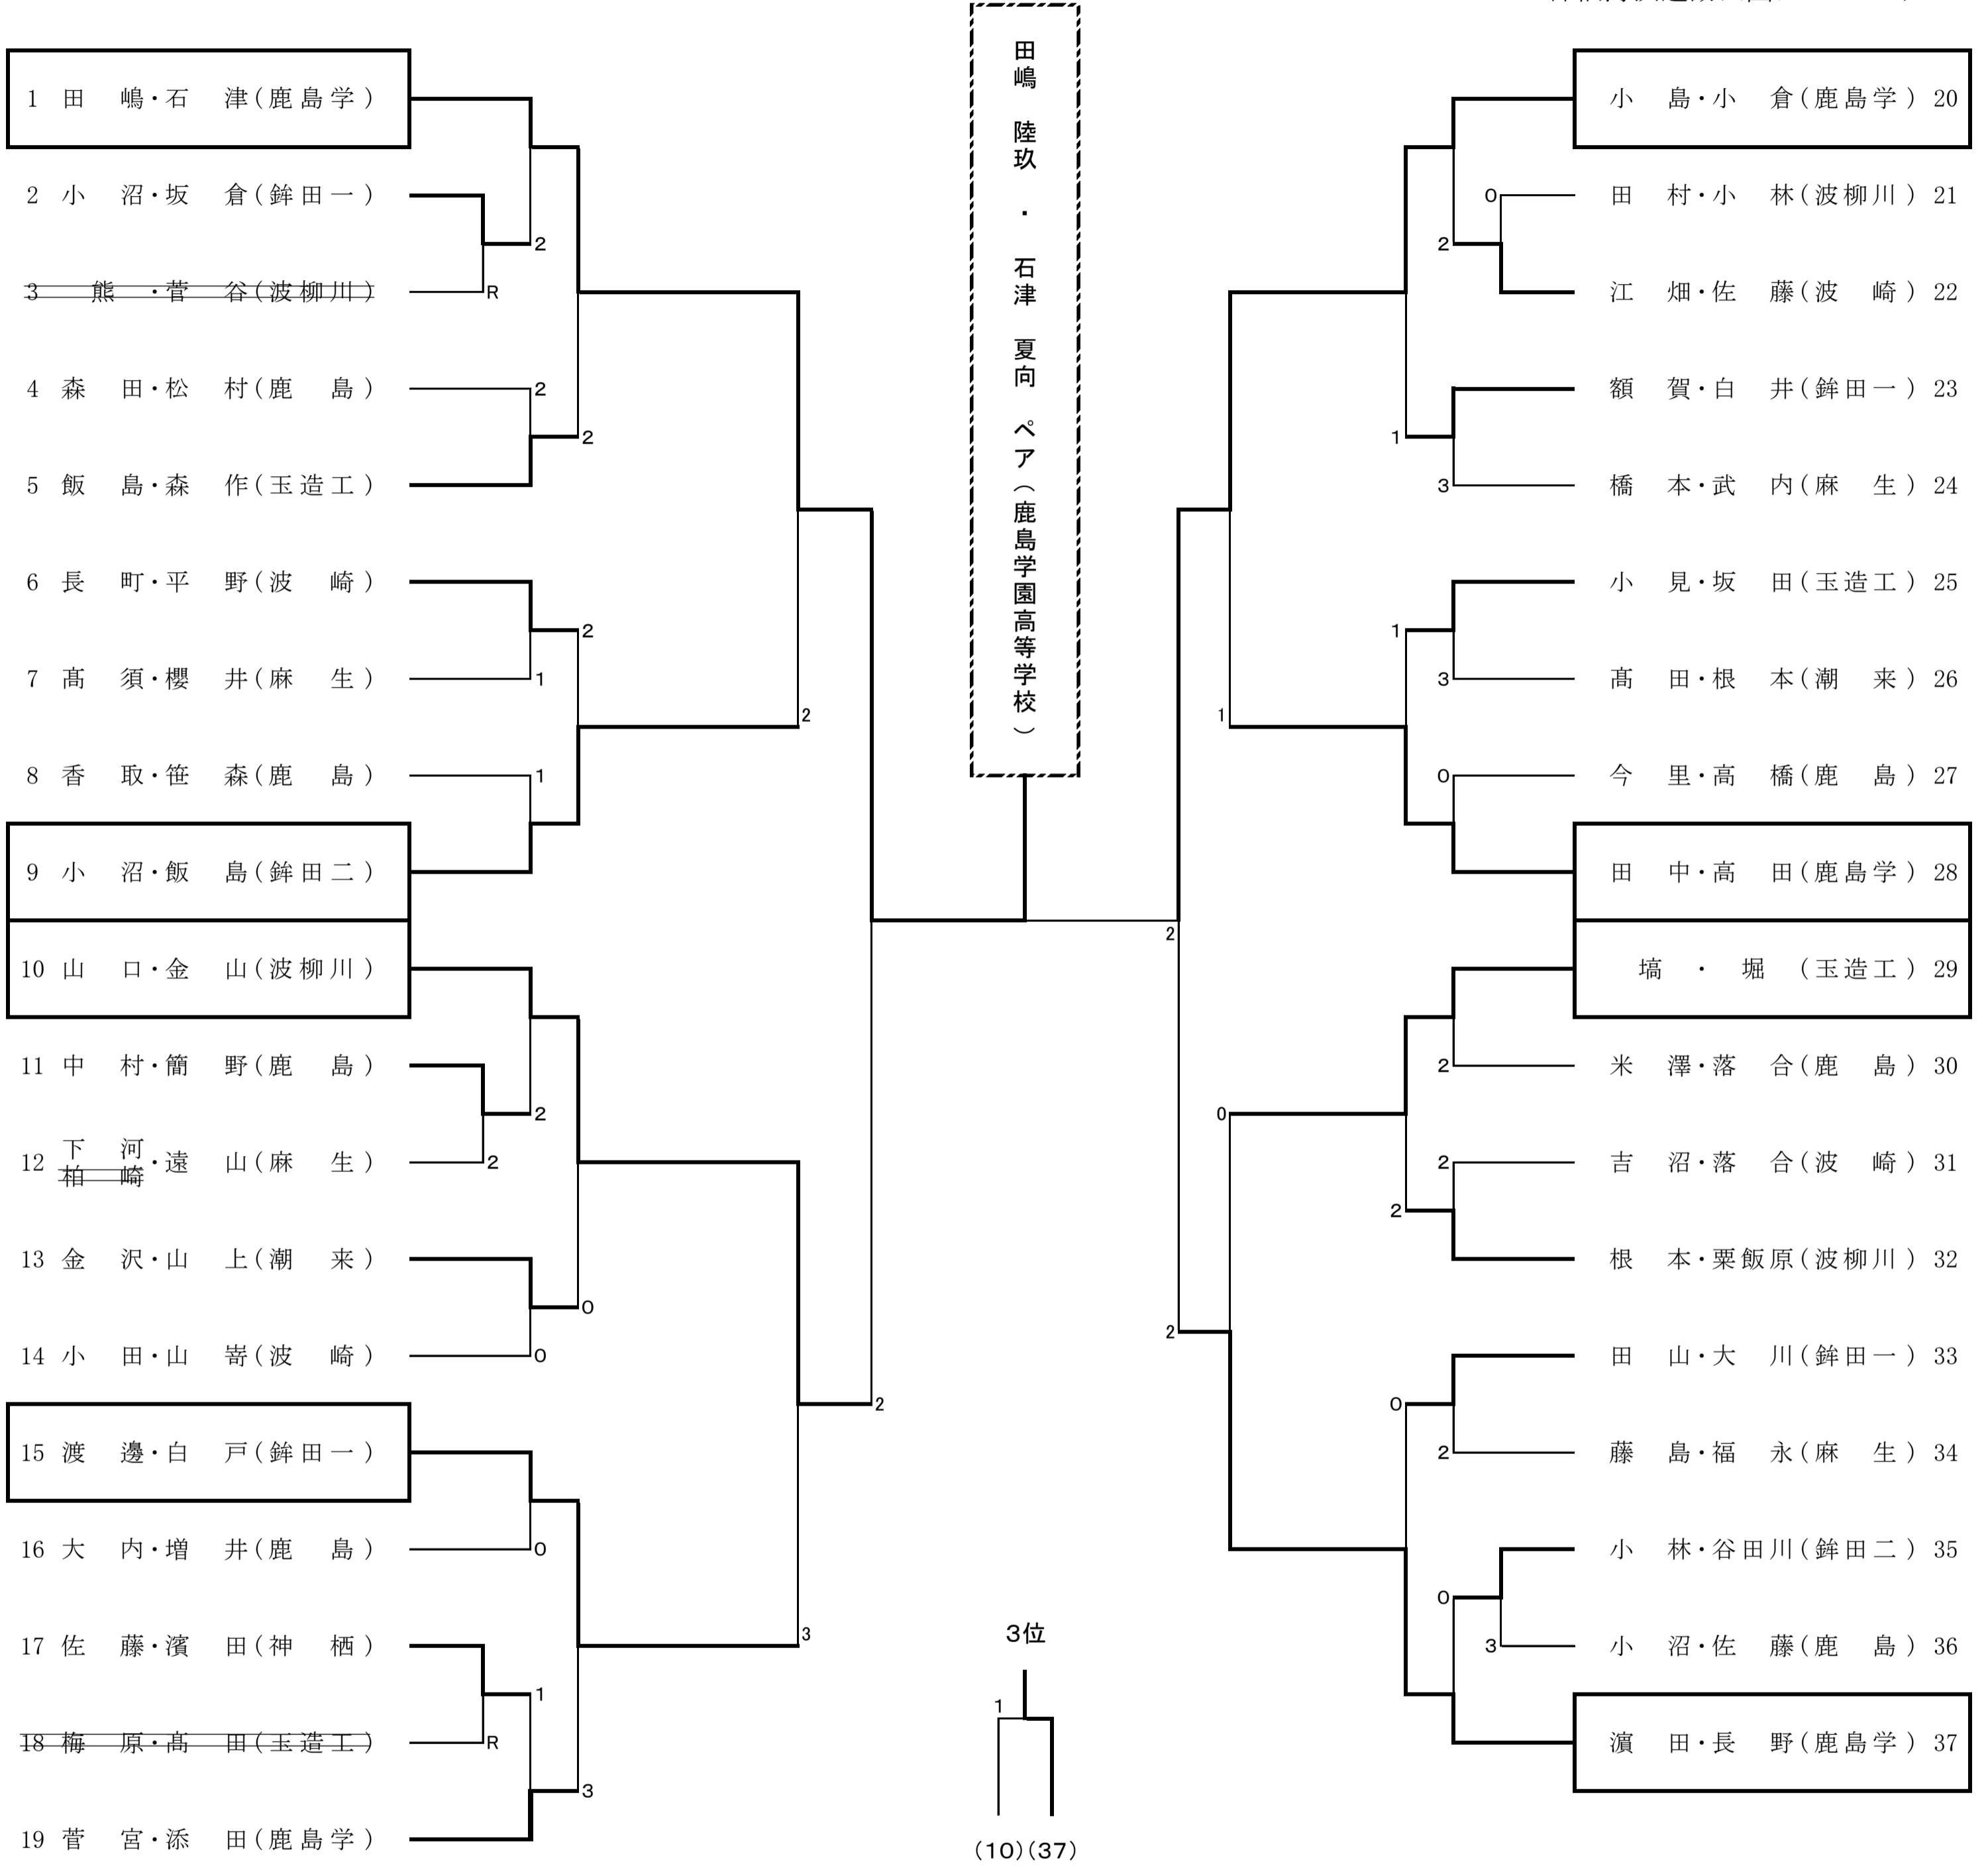 1 田 嶋・石 津(鹿島学)
2 小 沼・坂 倉(鉾田一)
2
3 熊 ・菅 谷(波柳川)
R
4 森 田・松 村(鹿 島)
2
2
5 飯 島・森 作(玉造工)
6 長 町・平 野(波 崎)
2
7 髙 須・櫻 井(麻 生)
1
2
8 香 取・笹 森(鹿 島)
1
9 小 沼・飯 島(鉾田二)
10 山 口・金 山(波柳川)
11 中 村・簡 野(鹿 島)
2
下 河
12 柏 崎・遠 山(麻 生)
2
13 金 沢・山 上(潮 来)
0
14 小 田・山 嵜(波 崎)
0
2
15 渡 邊・白 戸(鉾田一)
16 大 内・増 井(鹿 島)
0
17 佐 藤・濱 田(神 栖)
3
1
18 梅 原・髙 田(玉造工)
R
3
19 菅 宮・添 田(鹿島学)
田嶋 陸玖 ・ 石津 夏向 ペア(鹿島学園高等学校)
2
小 島・小 倉(鹿島学) 20
0
田 村・小 林(波柳川) 21
2
江 畑・佐 藤(波 崎) 22
額 賀・白 井(鉾田一) 23
1
3
橋 本・武 内(麻 生) 24
小 見・坂 田(玉造工) 25
1
3
髙 田・根 本(潮 来) 26
1
0
今 里・高 橋(鹿 島) 27
田 中・高 田(鹿島学) 28
塙 ・ 堀 (玉造工) 29
2
米 澤・落 合(鹿 島) 30
0
2
吉 沼・落 合(波 崎) 31
2
根 本・粟飯原(波柳川) 32
2
田 山・大 川(鉾田一) 33
0
2
藤 島・福 永(麻 生) 34
小 林・谷田川(鉾田二) 35
0
3
小 沼・佐 藤(鹿 島) 36
濵 田・長 野(鹿島学) 37
3位
1
(10)(37)